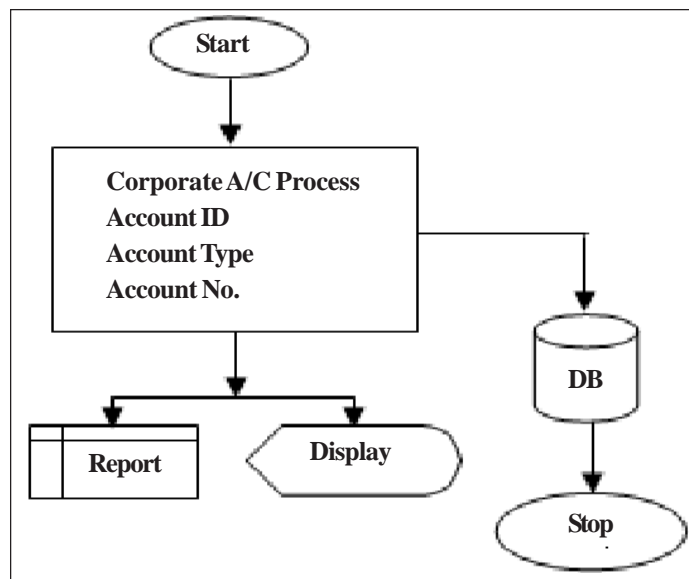 Start
Corporate A/C Process
Account ID
Account Type
Account No.
DB
Report
Display
Stop